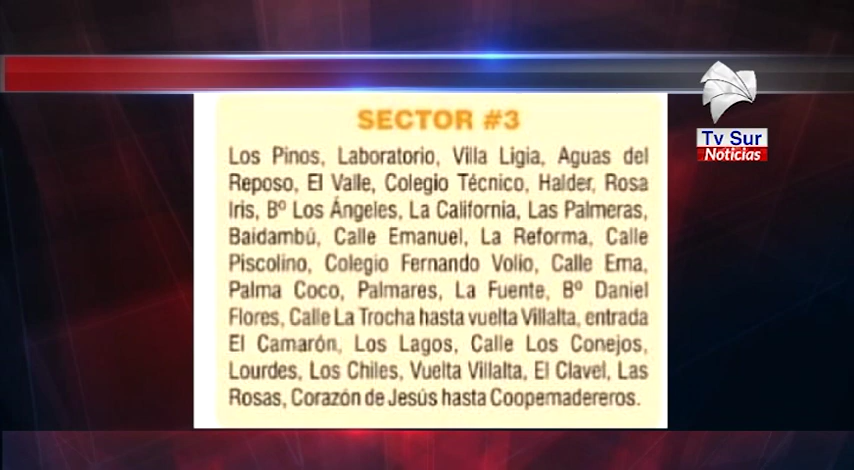 SECTOR #3
Los Pinos, Laboratorio, Villa Ligia, Aguas del
Reposo, El Valle, Colegio Técnico, Halder, Rosa
Iris, Bº Los Ángeles, La California, Las Palmeras,
Baidambú, Calle Emanuel, La Reforma, Calle
Piscolino, Colegio Fernando Volio, Calle Ema,
Palma Coco, Palmares, La Fuente, Bº Daniel
Flores, Calle La Trocha hasta vuelta Villalta, entrada
El Camarón, Los Lagos, Calle Los Conejos,
Lourdes, Los Chiles, Vuelta Villalta, El Clavel, Las
Rosas, Corazón de Jesús hasta Coopemadereros.
Tv Sur
Noticias